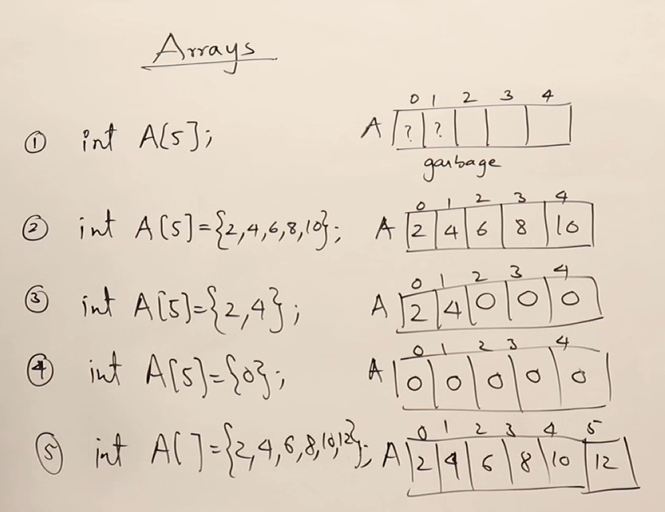 Arrays
0 1 2 3 4
① int A[5]; A ? ?
garbage
0 1 2 3 4
② int A[5]={2,4,6,8,10}; A 2 4 6 8 10
0 1 2 3 4
③ int A[5]={2,4}; A 2 4 0 0 0
0 1 2 3 4
④ int A[5]={0}; A 0 0 0 0 0
0 1 2 3 4 5
⑤ int A[]={2,4,6,8,10,12}; A 2 4 6 8 10 12